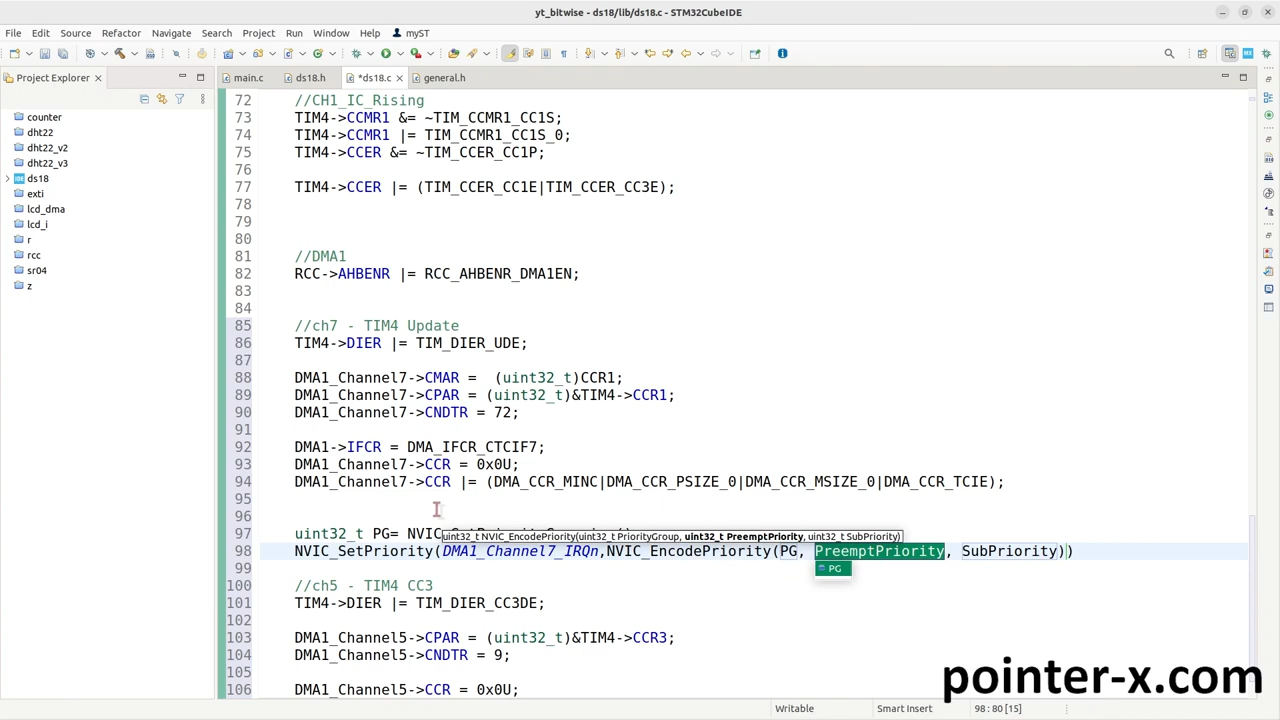 yt_bitwise - ds18/lib/ds18.c - STM32CubeIDE
File Edit Source Refactor Navigate Search Project Run Window Help myST
Project Explorer
main.c ds18.h *ds18.c general.h
counter
dht22
dht22_v2
dht22_v3
ds18
exti
lcd_dma
lcd_i
r
rcc
sr04
z
72 //CH1_IC_Rising
73 TIM4->CCMR1 &= ~TIM_CCMR1_CC1S;
74 TIM4->CCMR1 |= TIM_CCMR1_CC1S_0;
75 TIM4->CCER &= ~TIM_CCER_CC1P;
76
77 TIM4->CCER |= (TIM_CCER_CC1E|TIM_CCER_CC3E);
78
79
80
81 //DMA1
82 RCC->AHBENR |= RCC_AHBENR_DMA1EN;
83
84
85 //ch7 - TIM4 Update
86 TIM4->DIER |= TIM_DIER_UDE;
87
88 DMA1_Channel7->CMAR =  (uint32_t)CCR1;
89 DMA1_Channel7->CPAR = (uint32_t)&TIM4->CCR1;
90 DMA1_Channel7->CNDTR = 72;
91
92 DMA1->IFCR = DMA_IFCR_CTCIF7;
93 DMA1_Channel7->CCR = 0x0U;
94 DMA1_Channel7->CCR |= (DMA_CCR_MINC|DMA_CCR_PSIZE_0|DMA_CCR_MSIZE_0|DMA_CCR_TCIE);
95
96
97 uint32_t PG= NVIC
uint32_t NVIC_EncodePriority(uint32_t PriorityGroup, uint32_t PreemptPriority, uint32_t SubPriority)
98 NVIC_SetPriority(DMA1_Channel7_IRQn,NVIC_EncodePriority(PG, PreemptPriority, SubPriority))
PG
99
100 //ch5 - TIM4 CC3
101 TIM4->DIER |= TIM_DIER_CC3DE;
102
103 DMA1_Channel5->CPAR = (uint32_t)&TIM4->CCR3;
104 DMA1_Channel5->CNDTR = 9;
105
106 DMA1_Channel5->CCR = 0x0U;
pointer-x.com
Writable Smart Insert 98 : 80 [15]